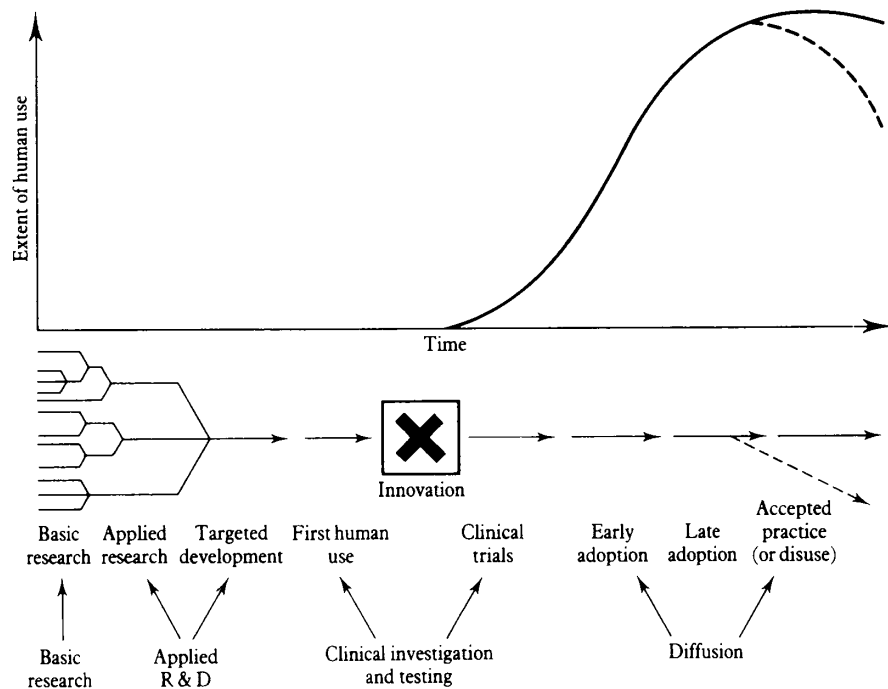 Extent of human use
Time
Innovation
Basic
research
Applied
research
Targeted
development
First human
use
Clinical
trials
Early
adoption
Late
adoption
Accepted
practice
(or disuse)
Basic
research
Applied
R & D
Clinical investigation
and testing
Diffusion